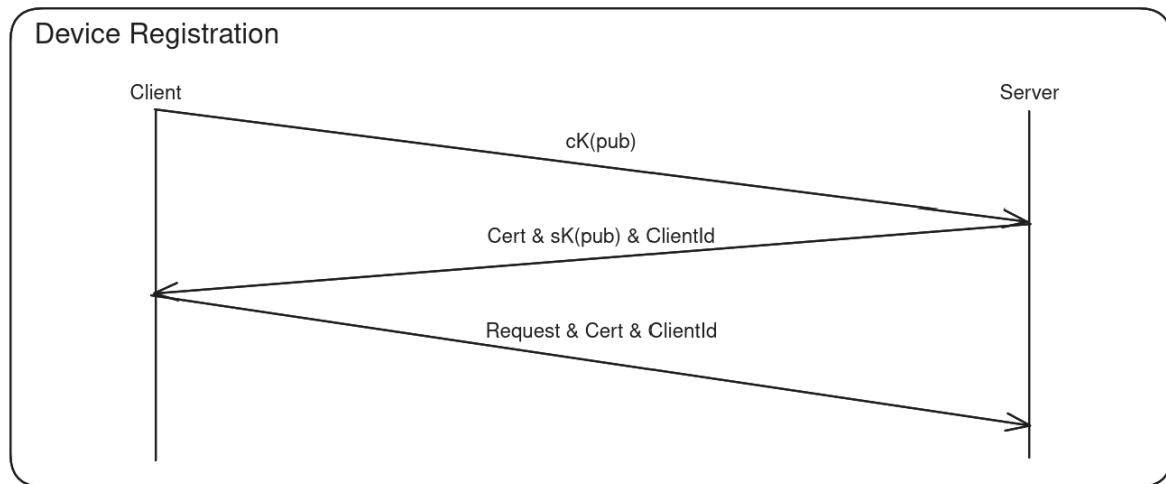 Device Registration
Client
Server
cK(pub)
Cert & sK(pub) & ClientId
Request & Cert & ClientId